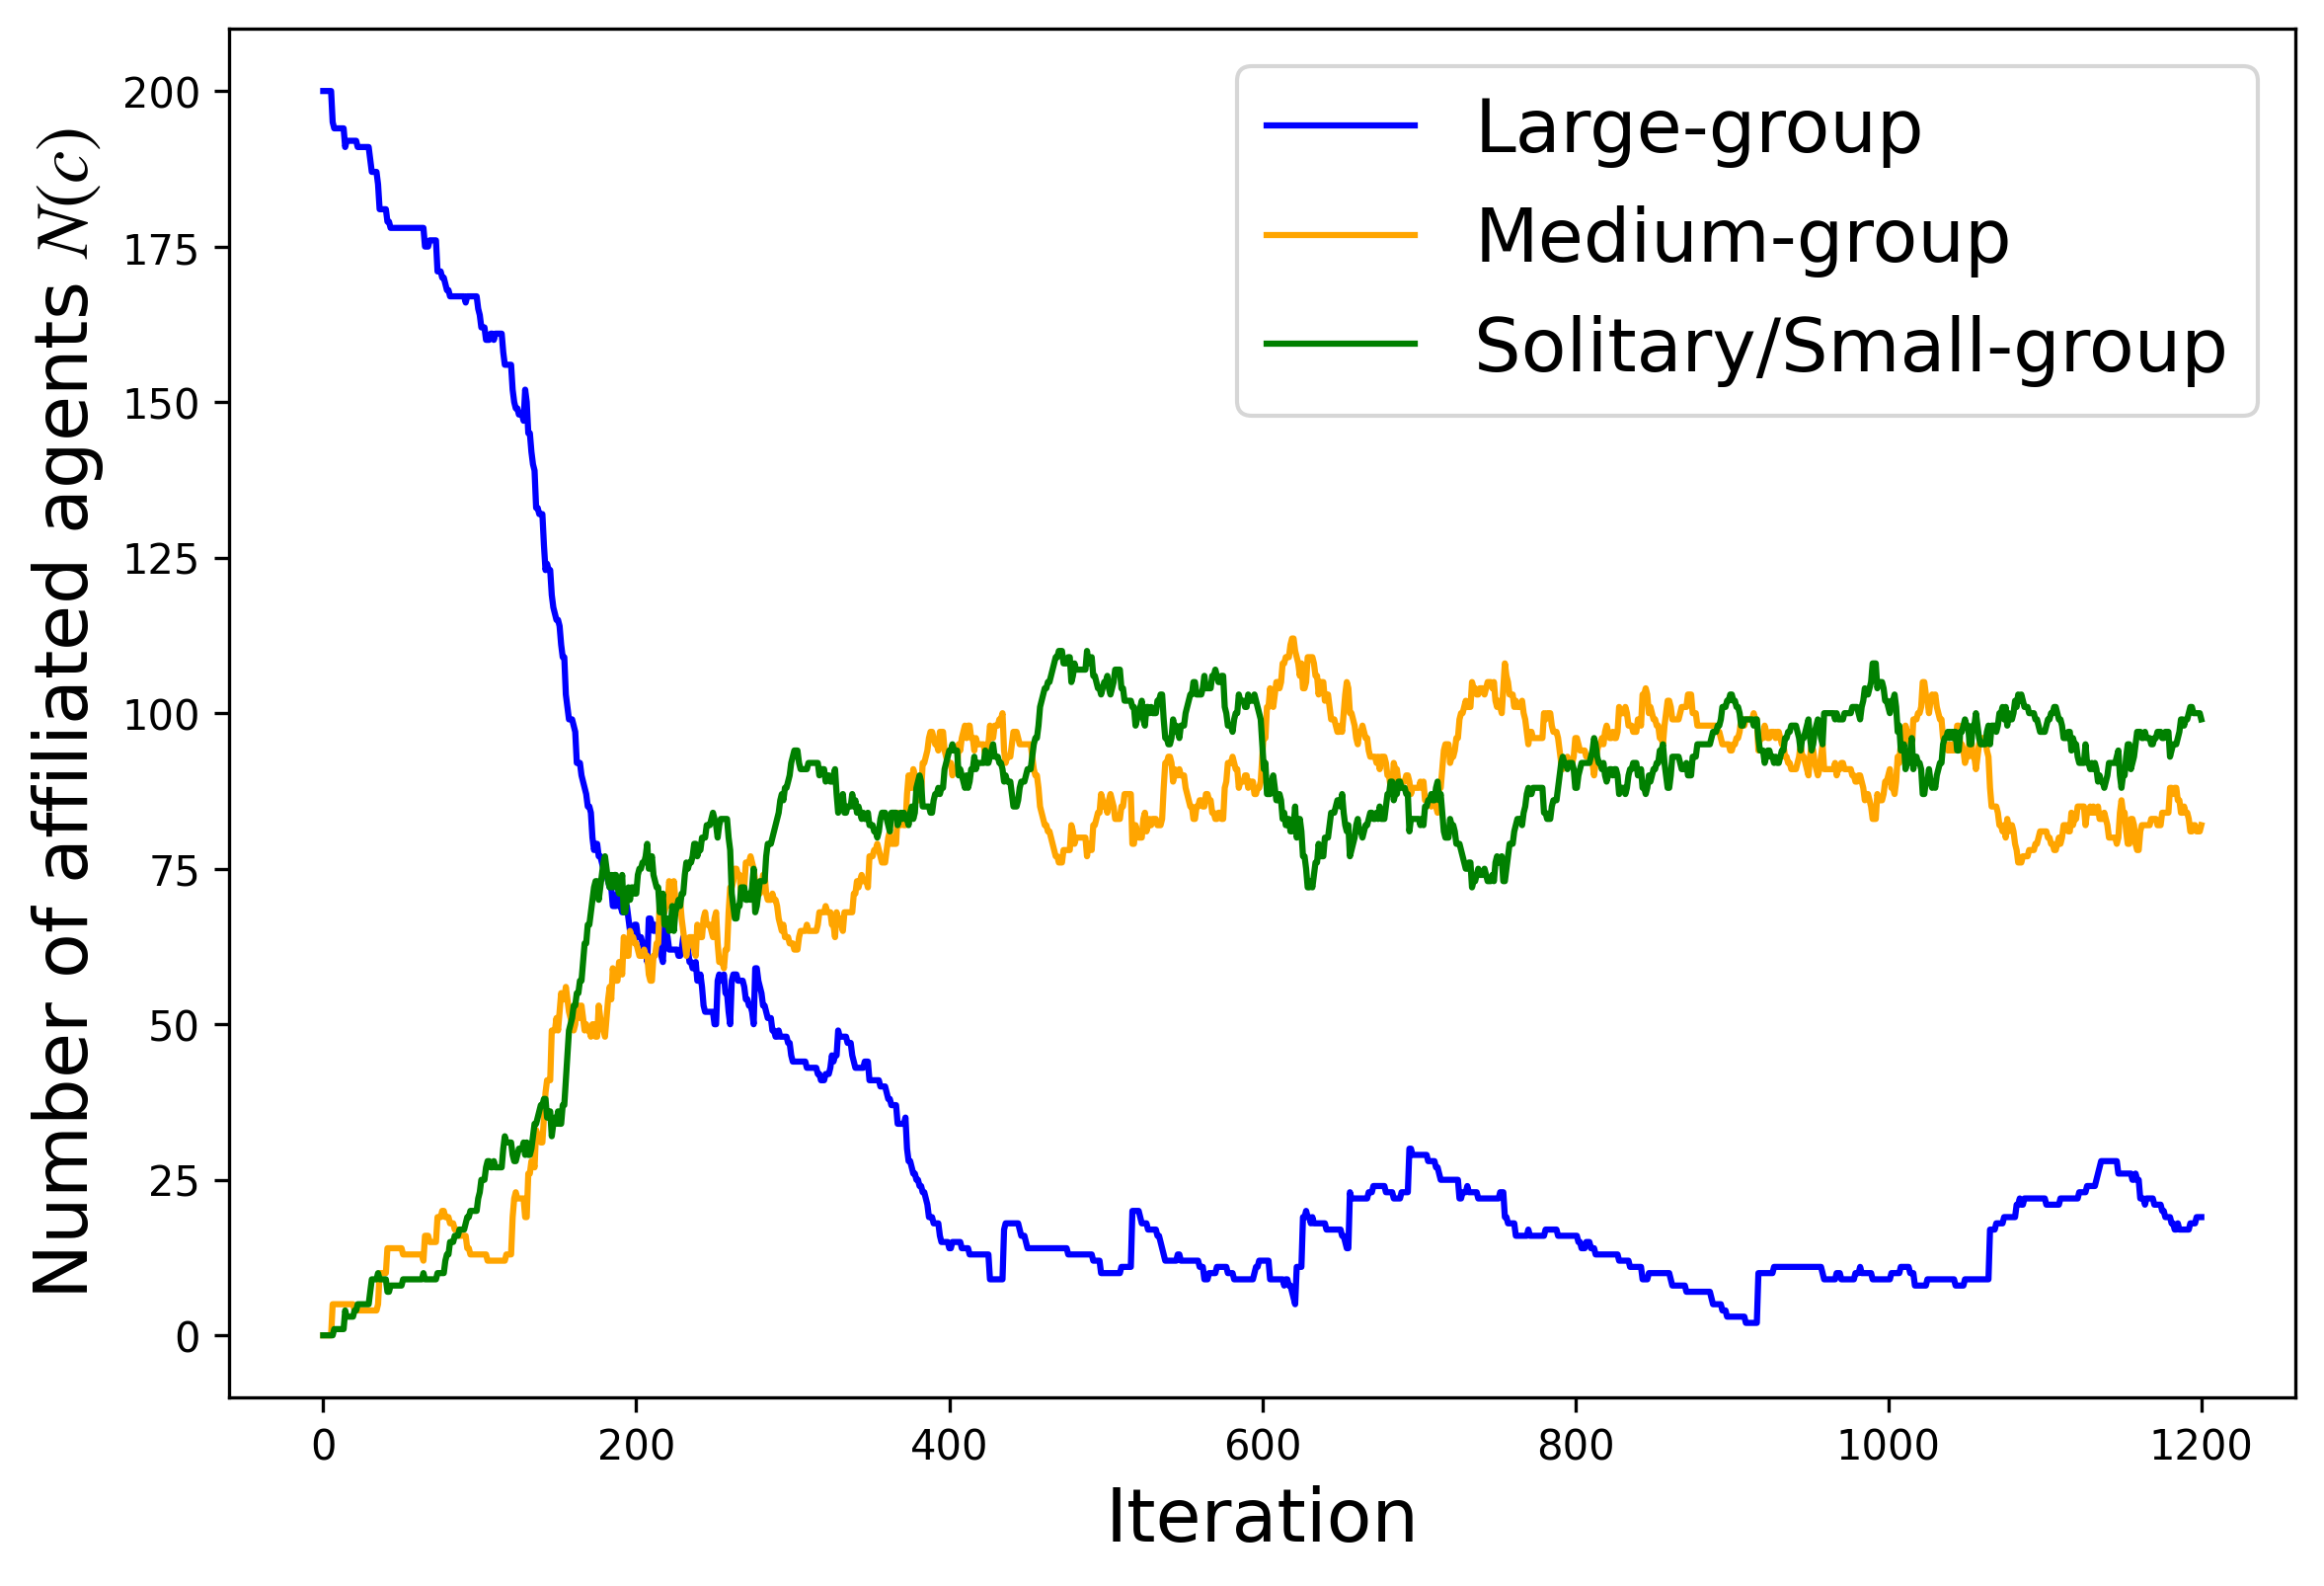 Number of affiliated agents N(c)
200
175
150
125
100
75
50
25
0
Large-group
Medium-group
Solitary/Small-group
0 200 400 600 800 1000 1200
Iteration